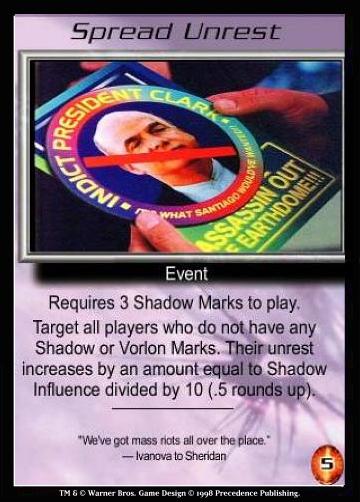 Spread Unrest
INDICT PRESIDENT CLARK
IT'S WHAT SANTIAGO WOULD'VE WANTED!
ASSASSIN OUT
EARTHDOME!!!
Event
Requires 3 Shadow Marks to play.
Target all players who do not have any
Shadow or Vorlon Marks. Their unrest
increases by an amount equal to Shadow
Influence divided by 10 (.5 rounds up).
"We've got mass riots all over the place."
— Ivanova to Sheridan
5
TM & © Warner Bros. Game Design © 1998 Precedence Publishing.